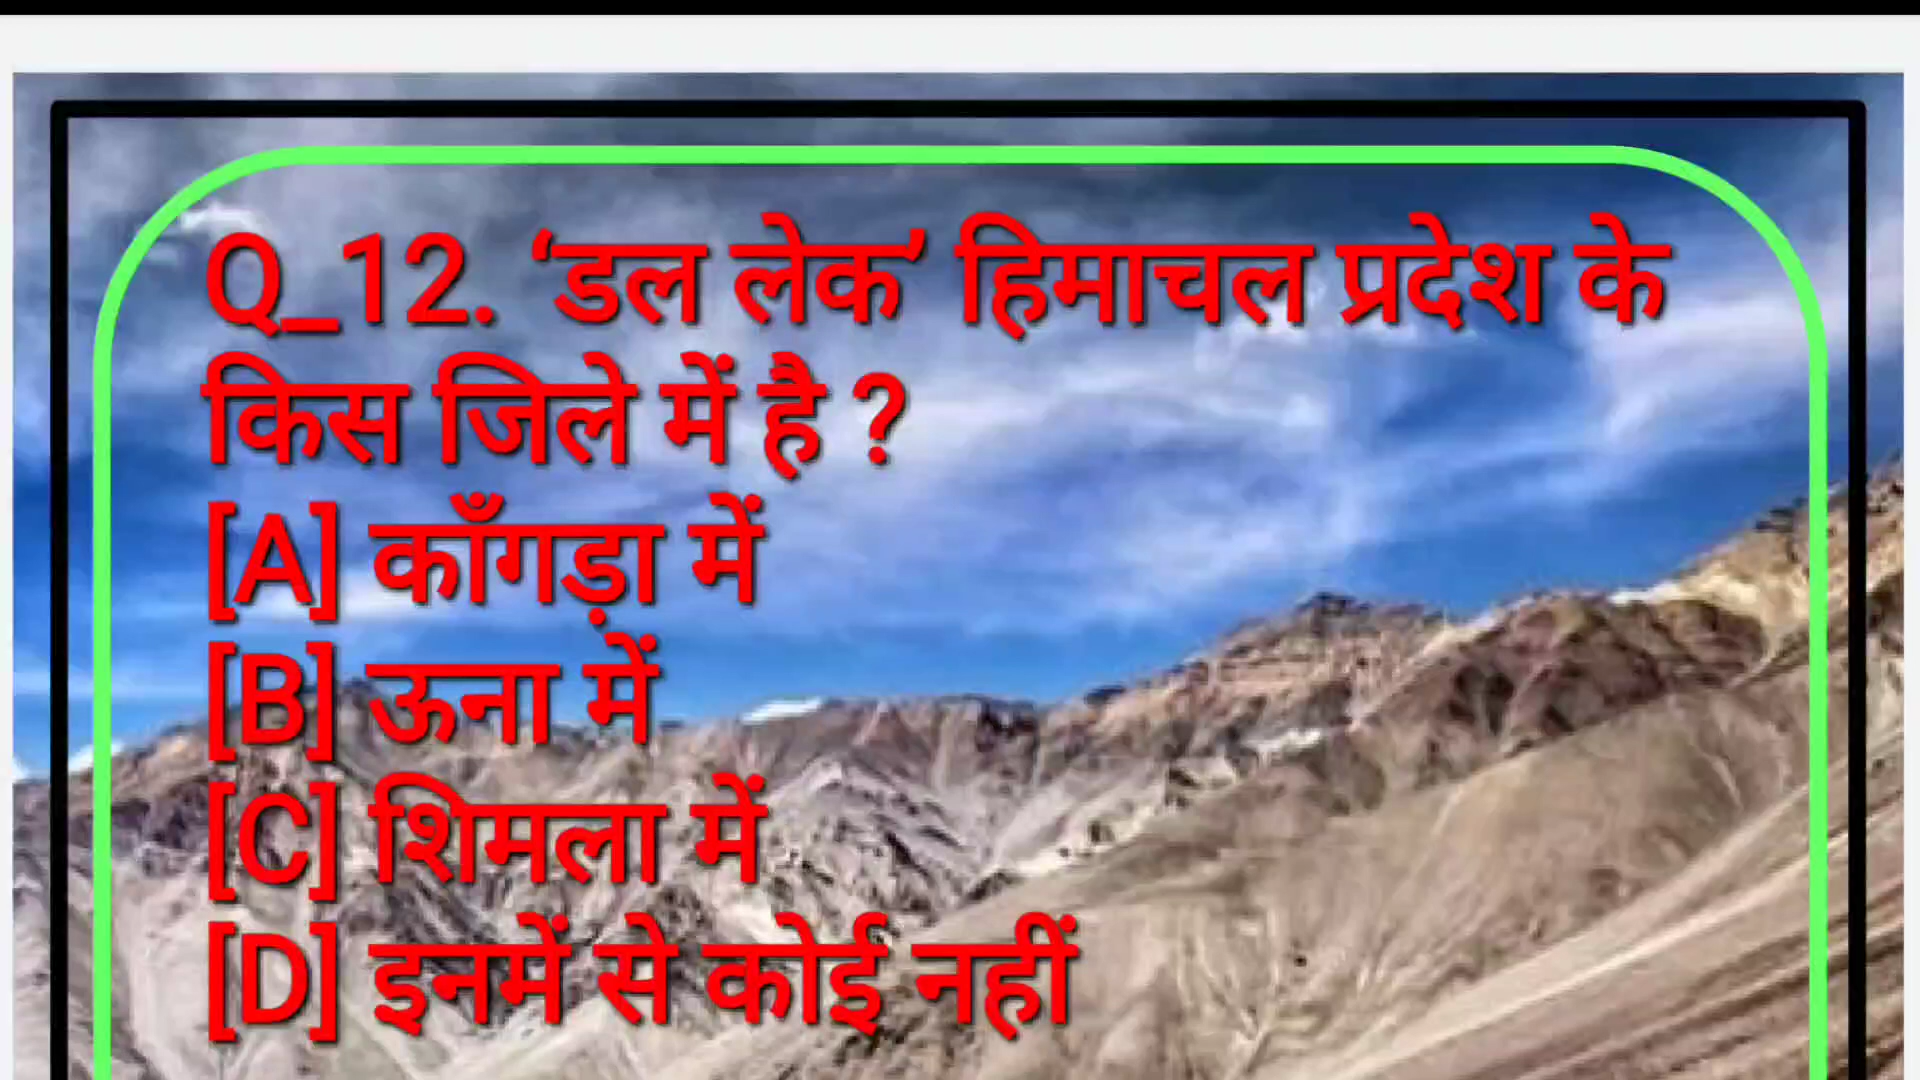 Q_12. ‘डल लेक’ हिमाचल प्रदेश के
किस जिले में है ?
[A] काँगड़ा में
[B] ऊना में
[C] शिमला में
[D] इनमें से कोई नहीं